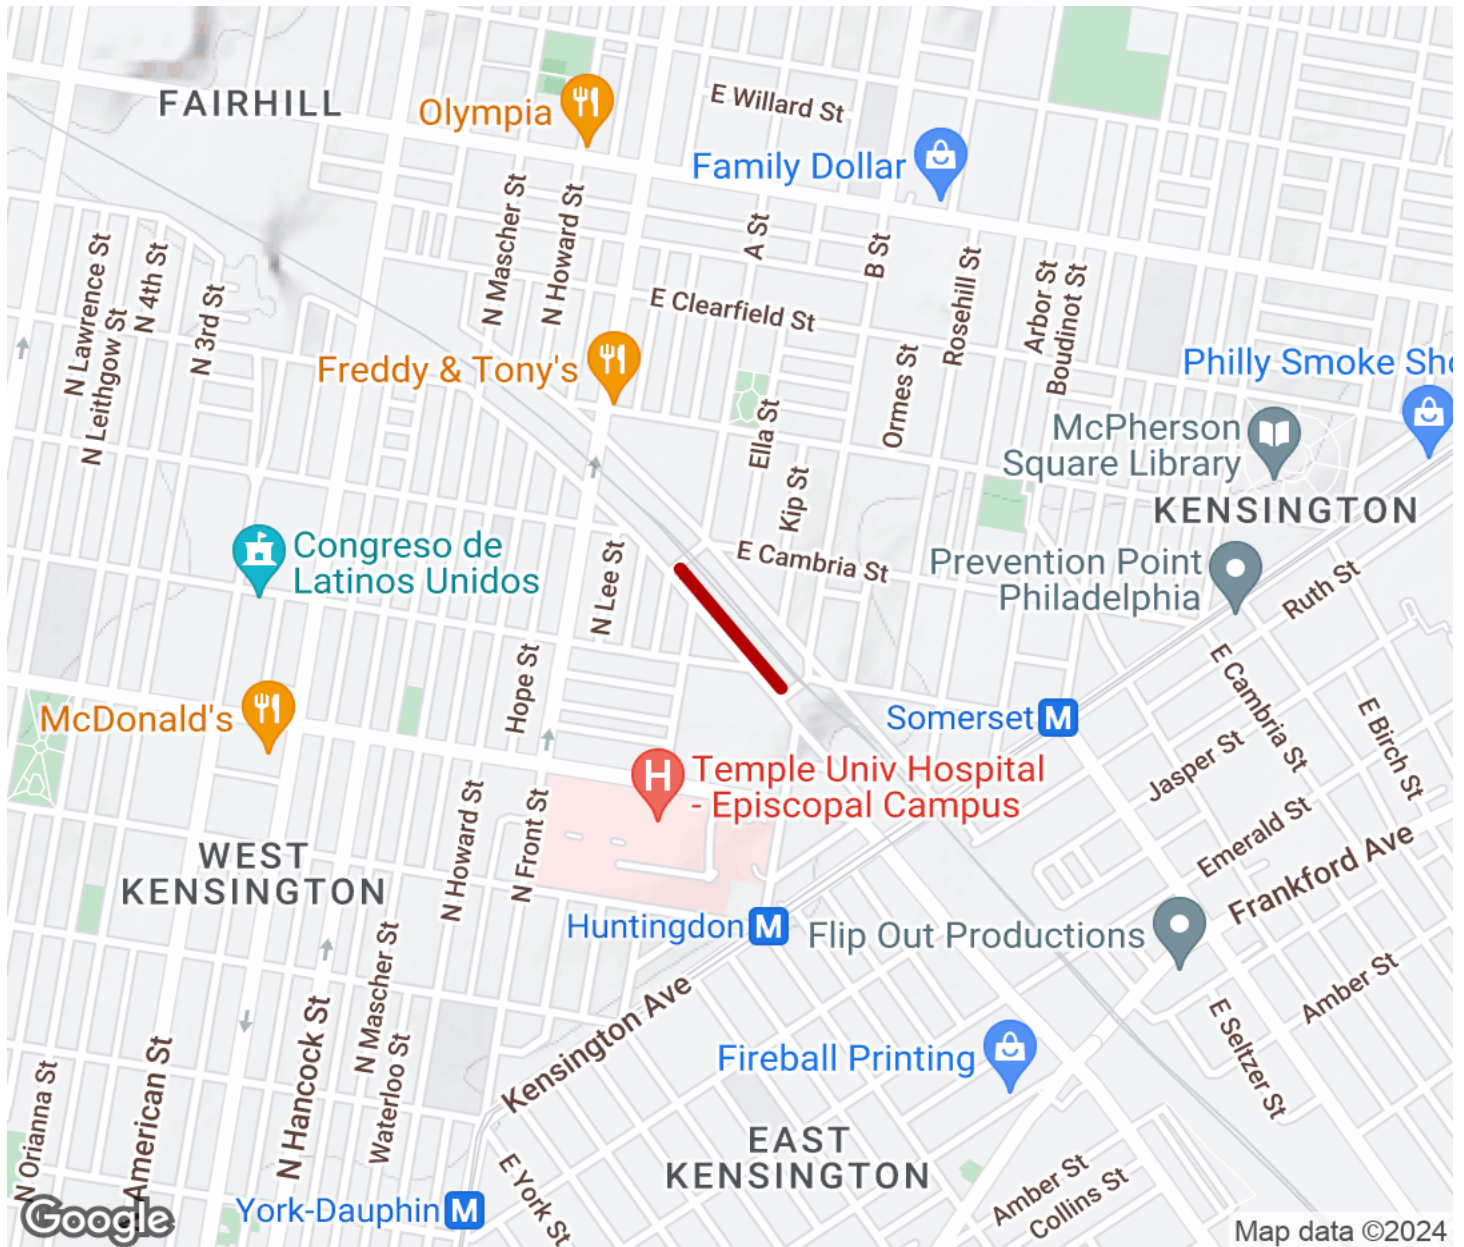 FAIRHILL
Olympia
E Willard St
Family Dollar
N Mascher St
N Howard St
A St
B St
Rosehill St
Arbor St
Boudinot St
N Lawrence St
N Leithgow St
N 4th St
N 3rd St
E Clearfield St
Freddy & Tony's
Ella St
Ormes St
Philly Smoke Sho
McPherson
Square Library
KENSINGTON
Kip St
Congreso de
Latinos Unidos
N Lee St
E Cambria St
Prevention Point
Philadelphia
Ruth St
Hope St
E Cambria St
E Birch St
McDonald's
Somerset M
Jasper St
H
Temple Univ Hospital
- Episcopal Campus
N Howard St
N Front St
Emerald St
Frankford Ave
WEST
KENSINGTON
Huntingdon M
Flip Out Productions
N Mascher St
Amber St
Kensington Ave
E Seltzer St
Fireball Printing
N Orianna St
American St
N Hancock St
Waterloo St
EAST
KENSINGTON
E York St
Amber St
Collins St
York-Dauphin M
Google
Map data ©2024